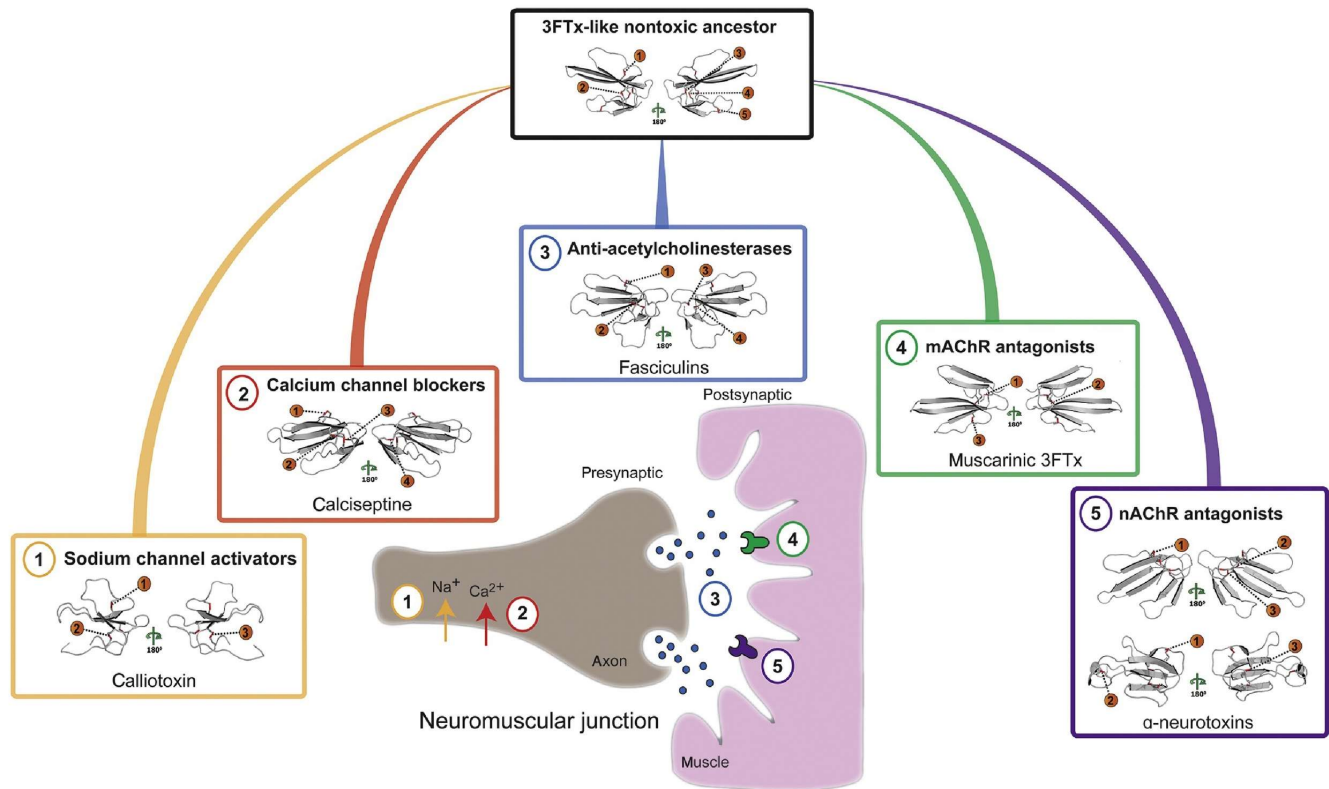 3FTx-like nontoxic ancestor
1
3
2
4
5
180°
3
Anti-acetylcholinesterases
1
3
2
4
180°
Fasciculins
2
Calcium channel blockers
1
3
2
4
180°
Calciseptine
4
mAChR antagonists
1
2
3
180°
Muscarinic 3FTx
1
Sodium channel activators
1
2
3
180°
Calliotoxin
5
nAChR antagonists
1
2
3
180°
1
3
2
180°
α-neurotoxins
Postsynaptic
Presynaptic
1
Na⁺
Ca²⁺
2
3
4
5
Axon
Neuromuscular junction
Muscle